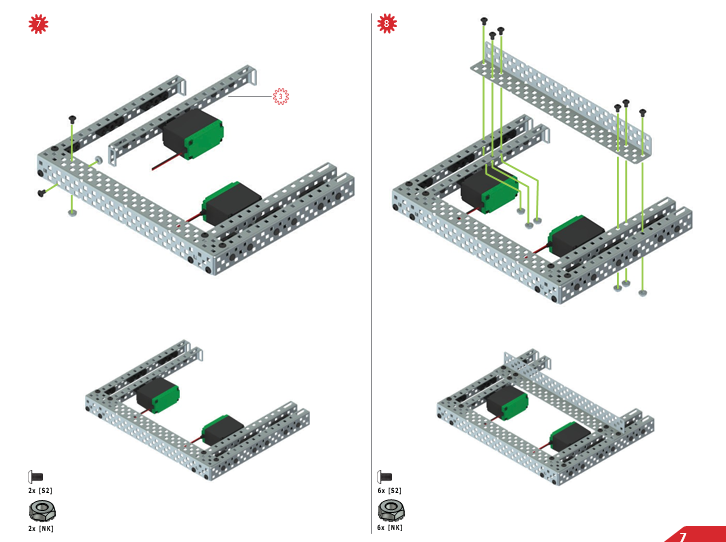 7
3
2x [S2]
2x [NK]
8
6x [S2]
6x [NK]
7